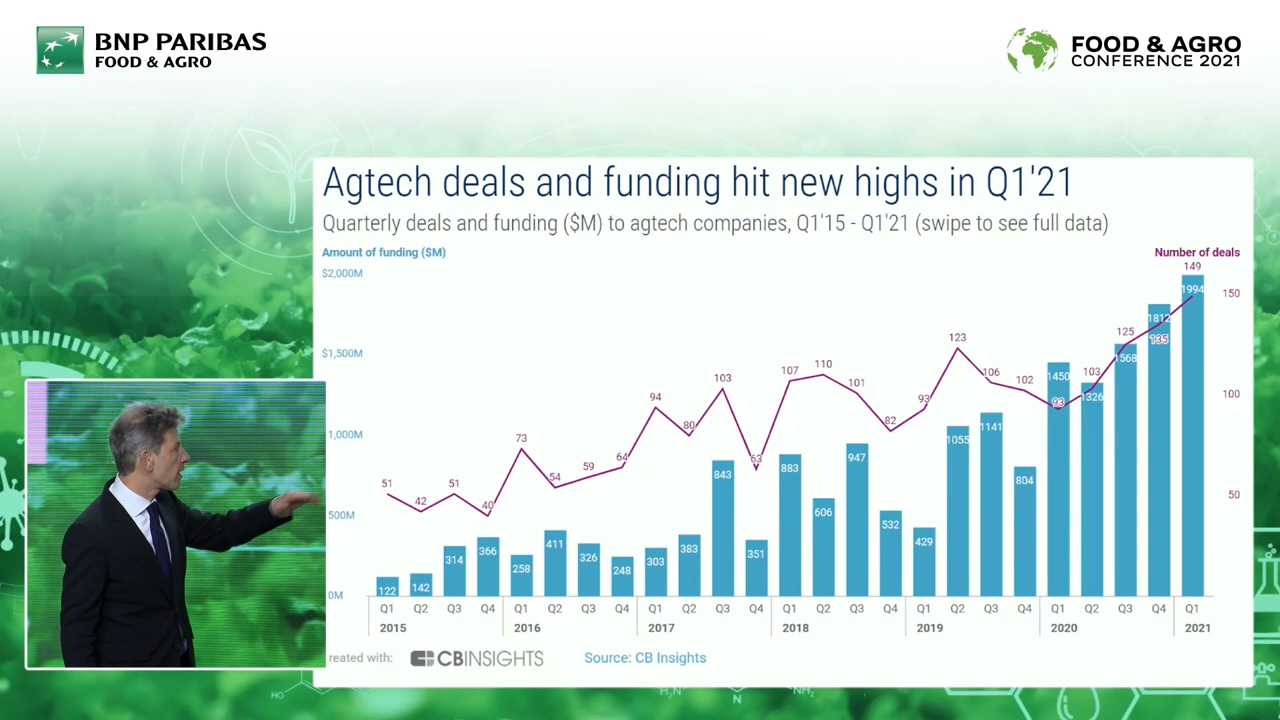 BNP PARIBAS
FOOD & AGRO
FOOD & AGRO
CONFERENCE 2021
Agtech deals and funding hit new highs in Q1'21
Quarterly deals and funding ($M) to agtech companies, Q1'15 - Q1'21 (swipe to see full data)
Amount of funding ($M)
Number of deals
$2,000M
$1,500M
1,000M
500M
0M
150
100
50
51 42 51 40 73 54 59 64 94 80 103 63 107 110 101 82 93 123 106 102 93 103 125 135 149
122 142 314 366 258 411 326 248 303 383 843 351 883 606 947 532 429 1055 1141 804 1450 1326 1568 1812 1994
Q1 Q2 Q3 Q4 Q1 Q2 Q3 Q4 Q1 Q2 Q3 Q4 Q1 Q2 Q3 Q4 Q1 Q2 Q3 Q4 Q1 Q2 Q3 Q4 Q1
2015 2016 2017 2018 2019 2020 2021
reated with: CBINSIGHTS Source: CB Insights
HO
H₂N
N
NH₂